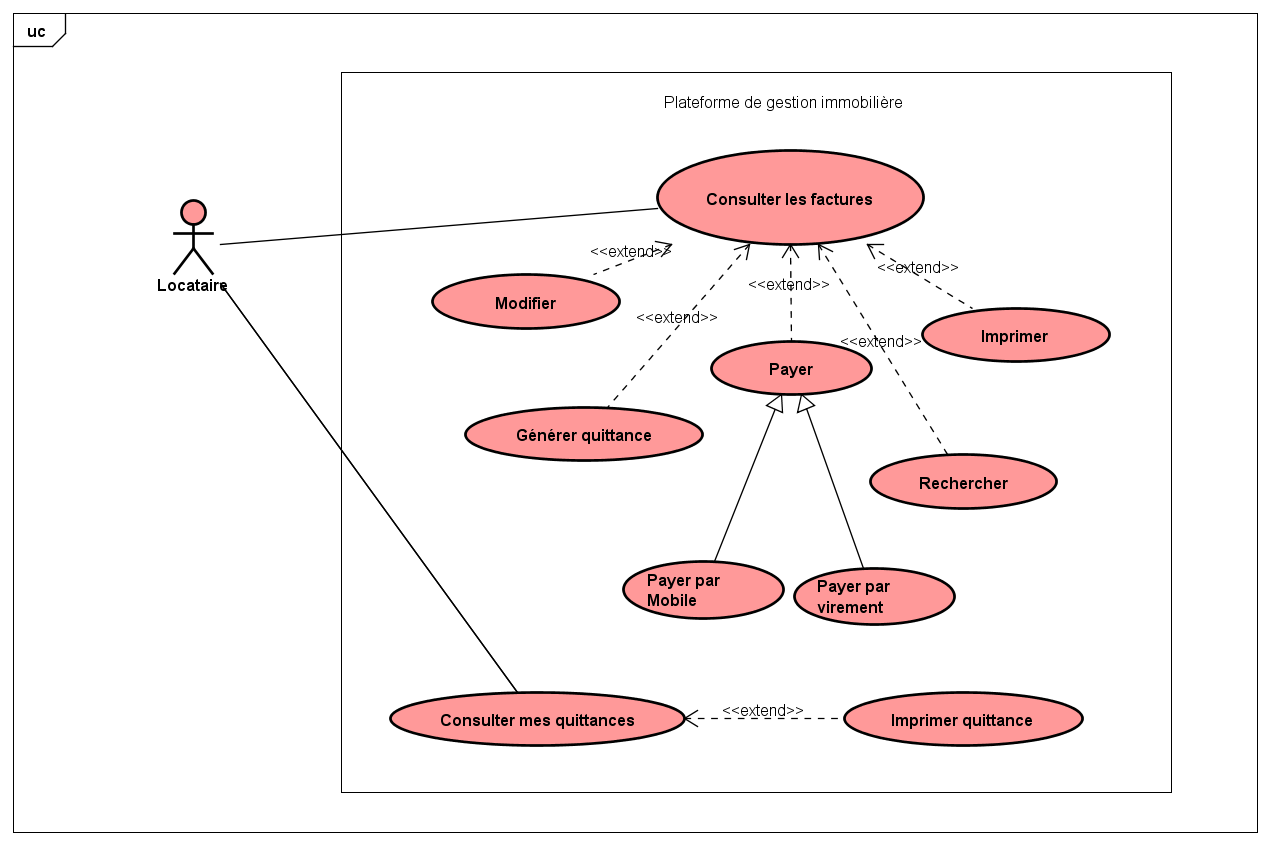 uc
Plateforme de gestion immobilière
Consulter les factures
<<extend>>
<<extend>>
<<extend>>
<<extend>>
<<extend>>
Locataire
Modifier
Imprimer
Payer
Générer quittance
Rechercher
Payer par
Mobile
Payer par
virement
<<extend>>
Consulter mes quittances
Imprimer quittance